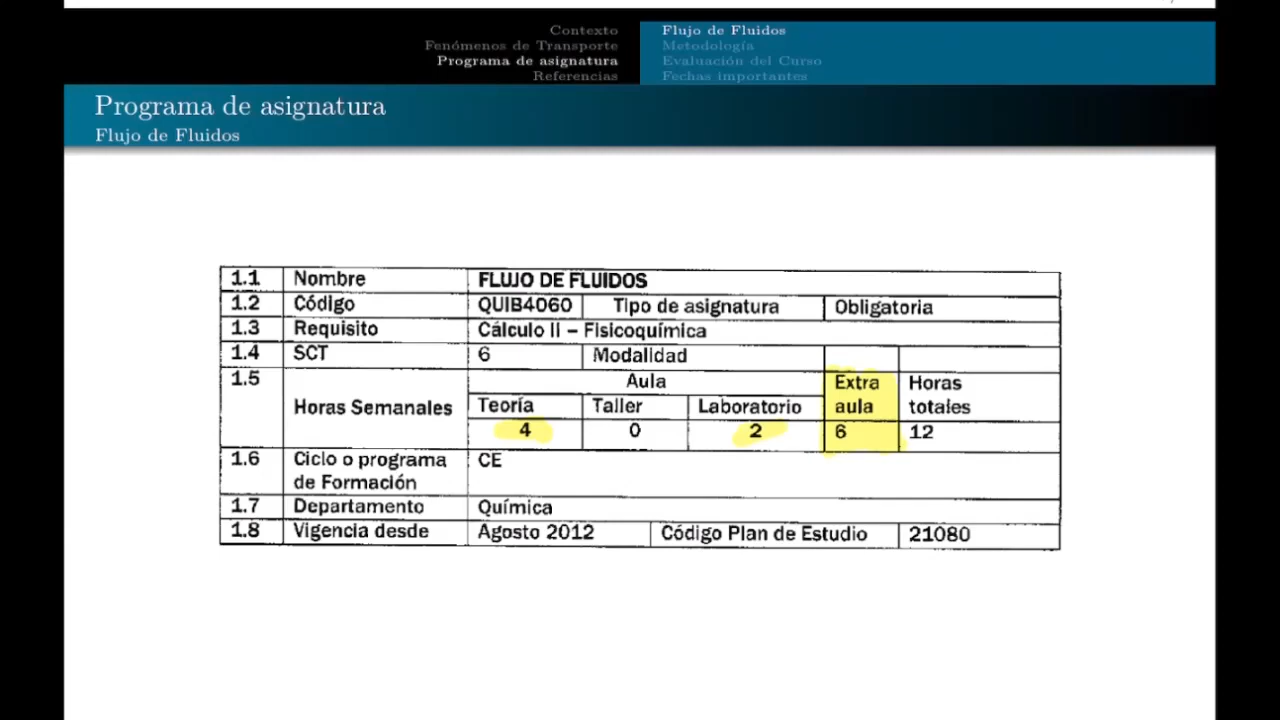 Contexto
Fenómenos de Transporte
Programa de asignatura
Referencias
Flujo de Fluidos
Metodología
Evaluación del Curso
Fechas importantes
Programa de asignatura
Flujo de Fluidos
1.1 Nombre FLUJO DE FLUIDOS
1.2 Código QUIB4060 Tipo de asignatura Obligatoria
1.3 Requisito Cálculo II – Fisicoquímica
1.4 SCT 6 Modalidad
1.5 Horas Semanales Aula Extra aula Horas totales
Teoría Taller Laboratorio
4 0 2 6 12
1.6 Ciclo o programa CE
de Formación
1.7 Departamento Química
1.8 Vigencia desde Agosto 2012 Código Plan de Estudio 21080